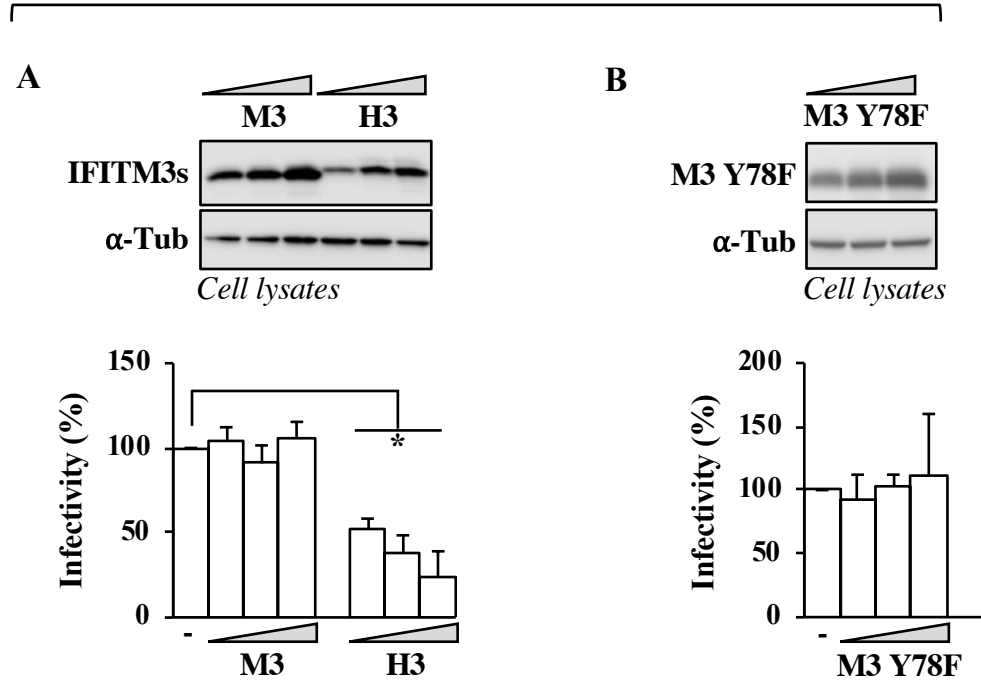 A
M3 H3
IFITM3s
α-Tub
Cell lysates
Infectivity (%)
150
100
50
0
*
-
M3 H3
B
M3 Y78F
M3 Y78F
α-Tub
Cell lysates
Infectivity (%)
200
150
100
50
0
-
M3 Y78F